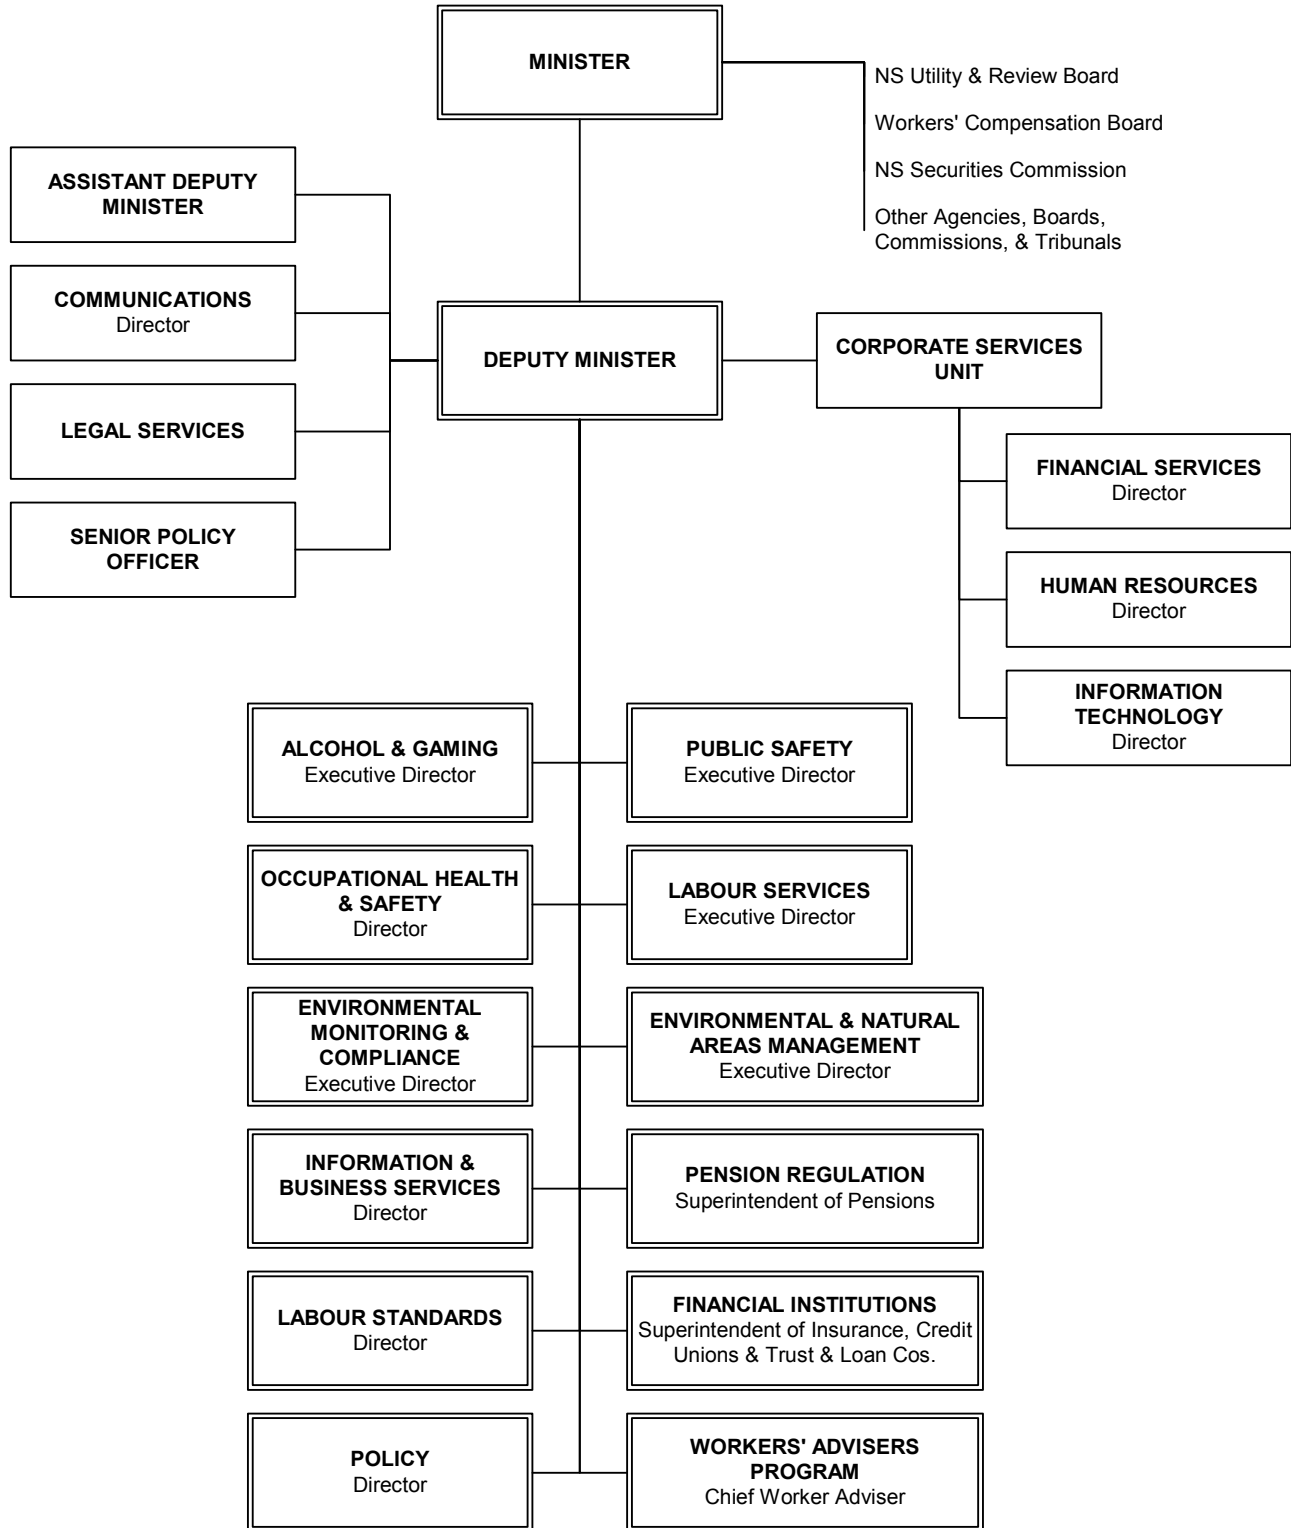 MINISTER
NS Utility & Review Board
Workers' Compensation Board
NS Securities Commission
Other Agencies, Boards,
Commissions, & Tribunals
ASSISTANT DEPUTY
MINISTER
COMMUNICATIONS
Director
LEGAL SERVICES
SENIOR POLICY
OFFICER
DEPUTY MINISTER
CORPORATE SERVICES
UNIT
FINANCIAL SERVICES
Director
HUMAN RESOURCES
Director
INFORMATION
TECHNOLOGY
Director
ALCOHOL & GAMING
Executive Director
PUBLIC SAFETY
Executive Director
OCCUPATIONAL HEALTH
& SAFETY
Director
LABOUR SERVICES
Executive Director
ENVIRONMENTAL
MONITORING &
COMPLIANCE
Executive Director
ENVIRONMENTAL & NATURAL
AREAS MANAGEMENT
Executive Director
INFORMATION &
BUSINESS SERVICES
Director
PENSION REGULATION
Superintendent of Pensions
LABOUR STANDARDS
Director
FINANCIAL INSTITUTIONS
Superintendent of Insurance, Credit
Unions & Trust & Loan Cos.
POLICY
Director
WORKERS' ADVISERS
PROGRAM
Chief Worker Adviser